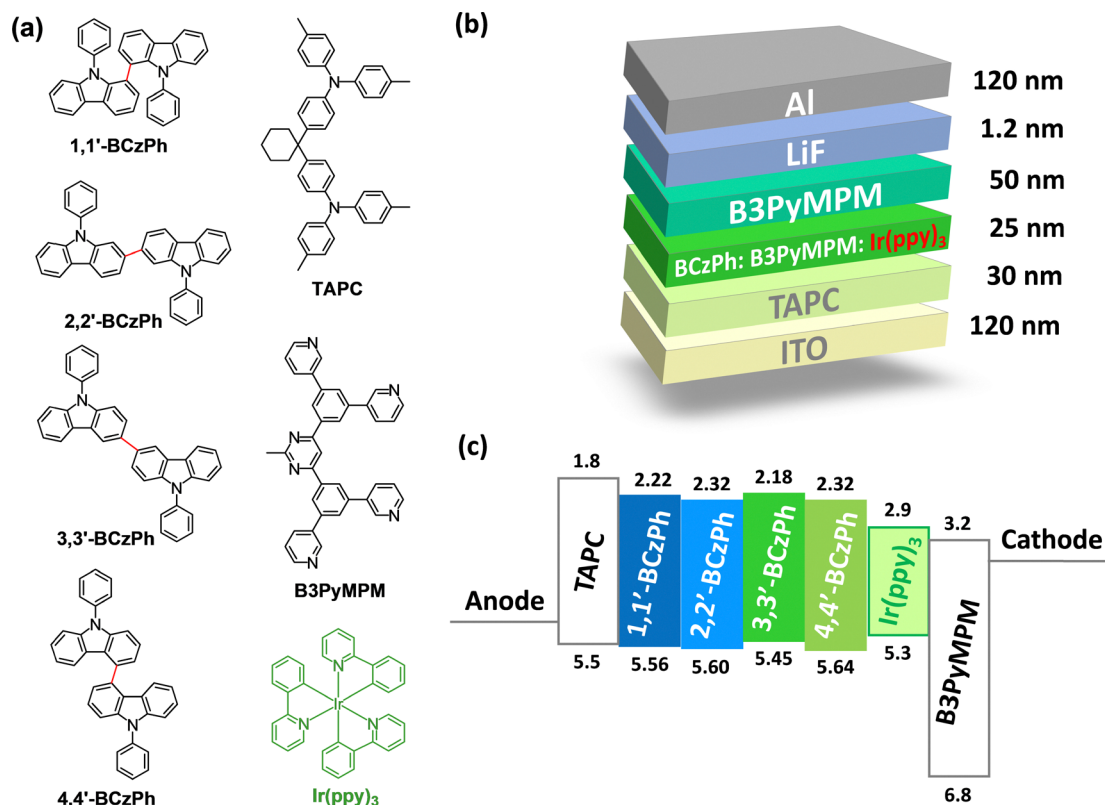 (a)
N
N
1,1'-BCzPh
N
N
2,2'-BCzPh
N
N
3,3'-BCzPh
N
N
4,4'-BCzPh
N
N
TAPC
N
N
N
N
N
N
B3PyMPM
N
Ir
N
N
Ir(ppy)3
(b)
Al
120 nm
LiF
1.2 nm
B3PyMPM
50 nm
BCzPh: B3PyMPM: Ir(ppy)3
25 nm
TAPC
30 nm
ITO
120 nm
(c)
1.8
2.22
2.32
2.18
2.32
2.9
3.2
Anode
TAPC
1,1'-BCzPh
2,2'-BCzPh
3,3'-BCzPh
4,4'-BCzPh
Ir(ppy)3
B3PyMPM
Cathode
5.5
5.56
5.60
5.45
5.64
5.3
6.8